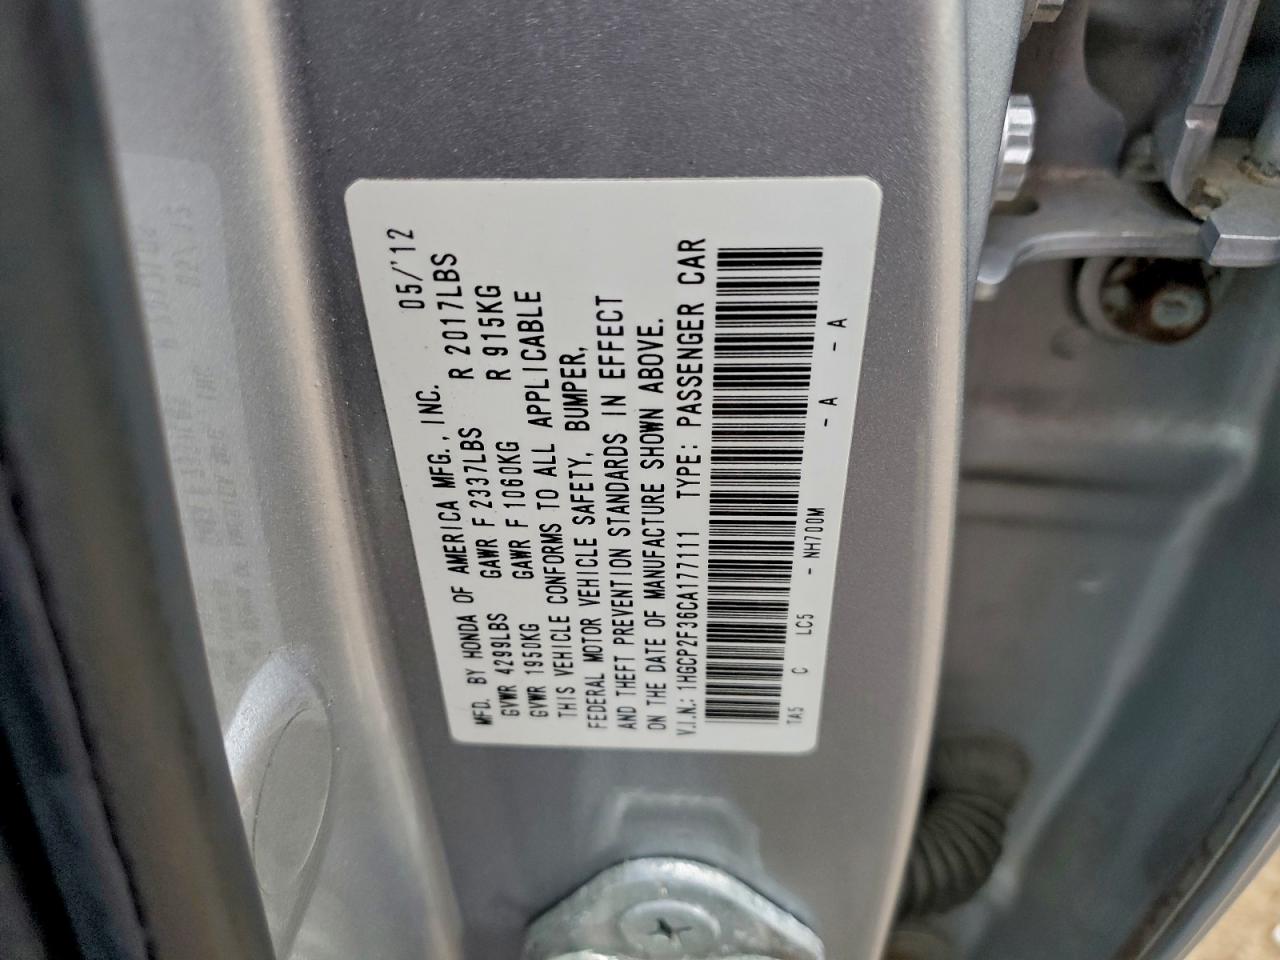 MFD. BY HONDA OF AMERICA MFG., INC. 05/'12
GVWR 4299LBS GAWR F 2337LBS R 2017LBS
GVWR 1950KG GAWR F 1060KG R 915KG
THIS VEHICLE CONFORMS TO ALL APPLICABLE
FEDERAL MOTOR VEHICLE SAFETY, BUMPER,
AND THEFT PREVENTION STANDARDS IN EFFECT
ON THE DATE OF MANUFACTURE SHOWN ABOVE.
V.I.N.: 1HGCP2F36CA177111 TYPE: PASSENGER CAR
TA5 C LC5 - NH700M - A - A